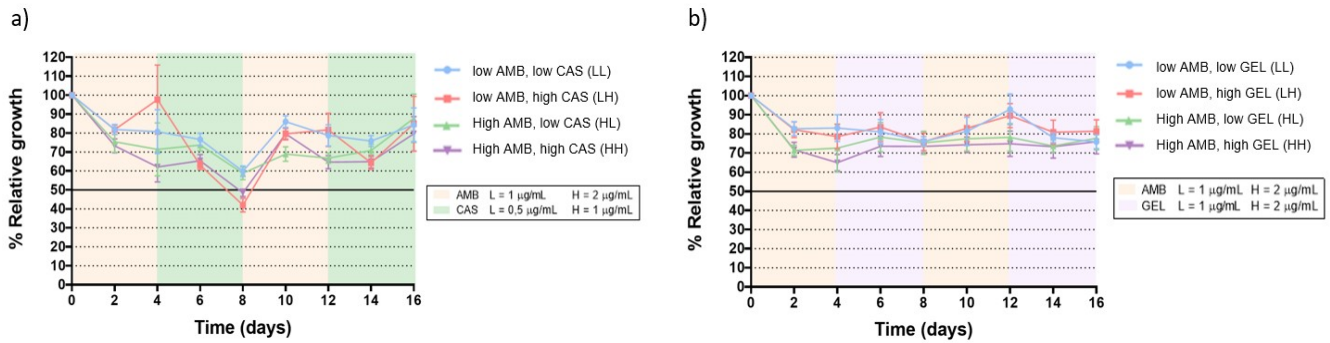 a)
% Relative growth
120
110
100
90
80
70
60
50
40
30
20
10
0
0 2 4 6 8 10 12 14 16
Time (days)
low AMB, low CAS (LL)
low AMB, high CAS (LH)
High AMB, low CAS (HL)
High AMB, high CAS (HH)
AMB L = 1 µg/mL H = 2 µg/mL
CAS L = 0,5 µg/mL H = 1 µg/mL
b)
% Relative growth
120
110
100
90
80
70
60
50
40
30
20
10
0
0 2 4 6 8 10 12 14 16
Time (days)
low AMB, low GEL (LL)
low AMB, high GEL (LH)
High AMB, low GEL (HL)
High AMB, high GEL (HH)
AMB L = 1 µg/mL H = 2 µg/mL
GEL L = 1 µg/mL H = 2 µg/mL